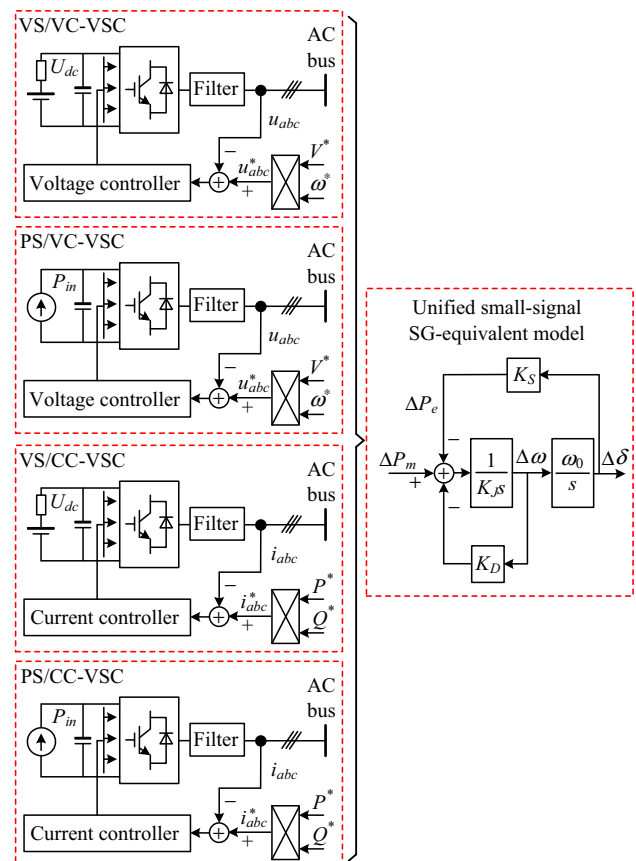 VS/VC-VSC
AC
bus
U_dc
Filter
u_abc
−
V*
u*_abc
+
ω*
Voltage controller
PS/VC-VSC
AC
bus
P_in
Filter
u_abc
−
V*
u*_abc
+
ω*
Voltage controller
VS/CC-VSC
AC
bus
U_dc
Filter
i_abc
−
P*
i*_abc
+
Q*
Current controller
PS/CC-VSC
AC
bus
P_in
Filter
i_abc
−
P*
i*_abc
+
Q*
Current controller
Unified small-signal
SG-equivalent model
K_S
ΔP_e
−
ΔP_m
+
1
K_J s
Δω
ω_0
s
Δδ
−
K_D